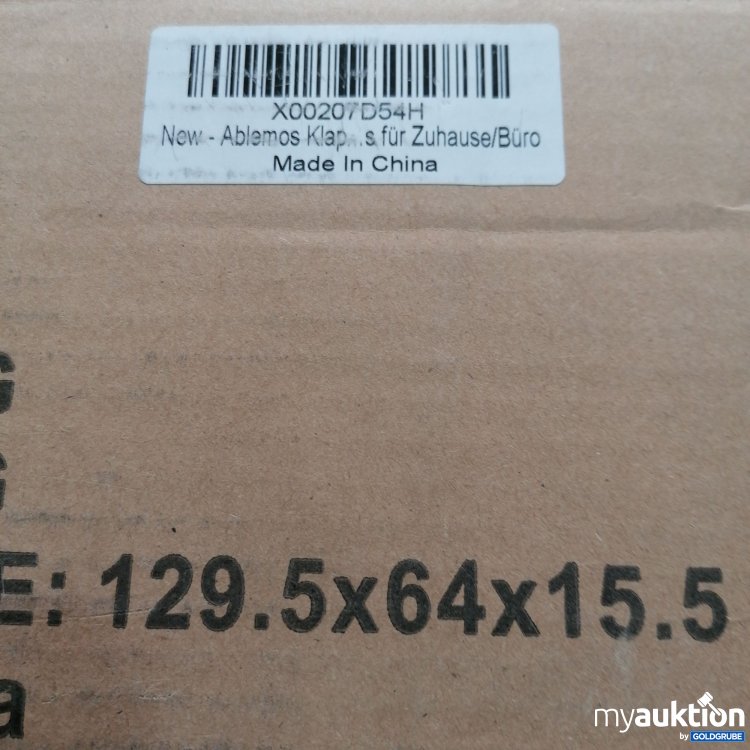 X00207D54H
New - Ablemos Klap...s für Zuhause/Büro
Made In China
G
G
E: 129.5x64x15.5
a
myauktion
by GOLDGRUBE